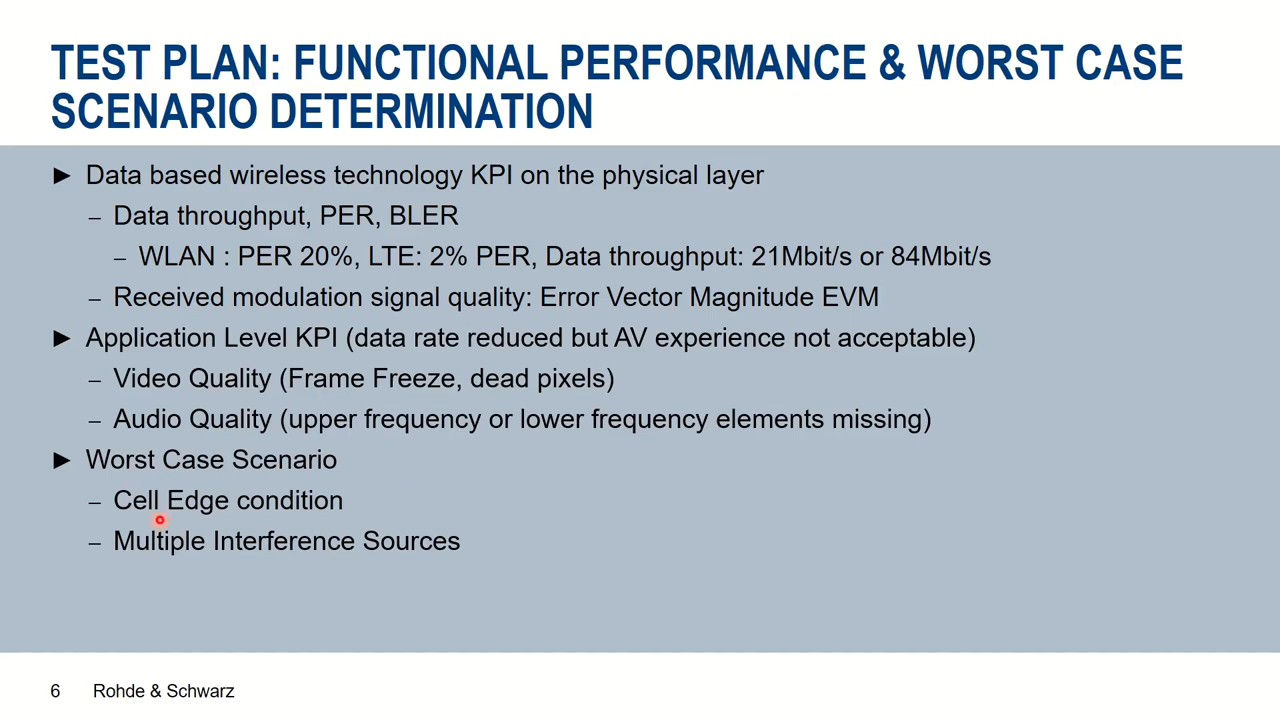 TEST PLAN: FUNCTIONAL PERFORMANCE & WORST CASE
SCENARIO DETERMINATION
► Data based wireless technology KPI on the physical layer
– Data throughput, PER, BLER
– WLAN : PER 20%, LTE: 2% PER, Data throughput: 21Mbit/s or 84Mbit/s
– Received modulation signal quality: Error Vector Magnitude EVM
► Application Level KPI (data rate reduced but AV experience not acceptable)
– Video Quality (Frame Freeze, dead pixels)
– Audio Quality (upper frequency or lower frequency elements missing)
► Worst Case Scenario
– Cell Edge condition
– Multiple Interference Sources
6 Rohde & Schwarz